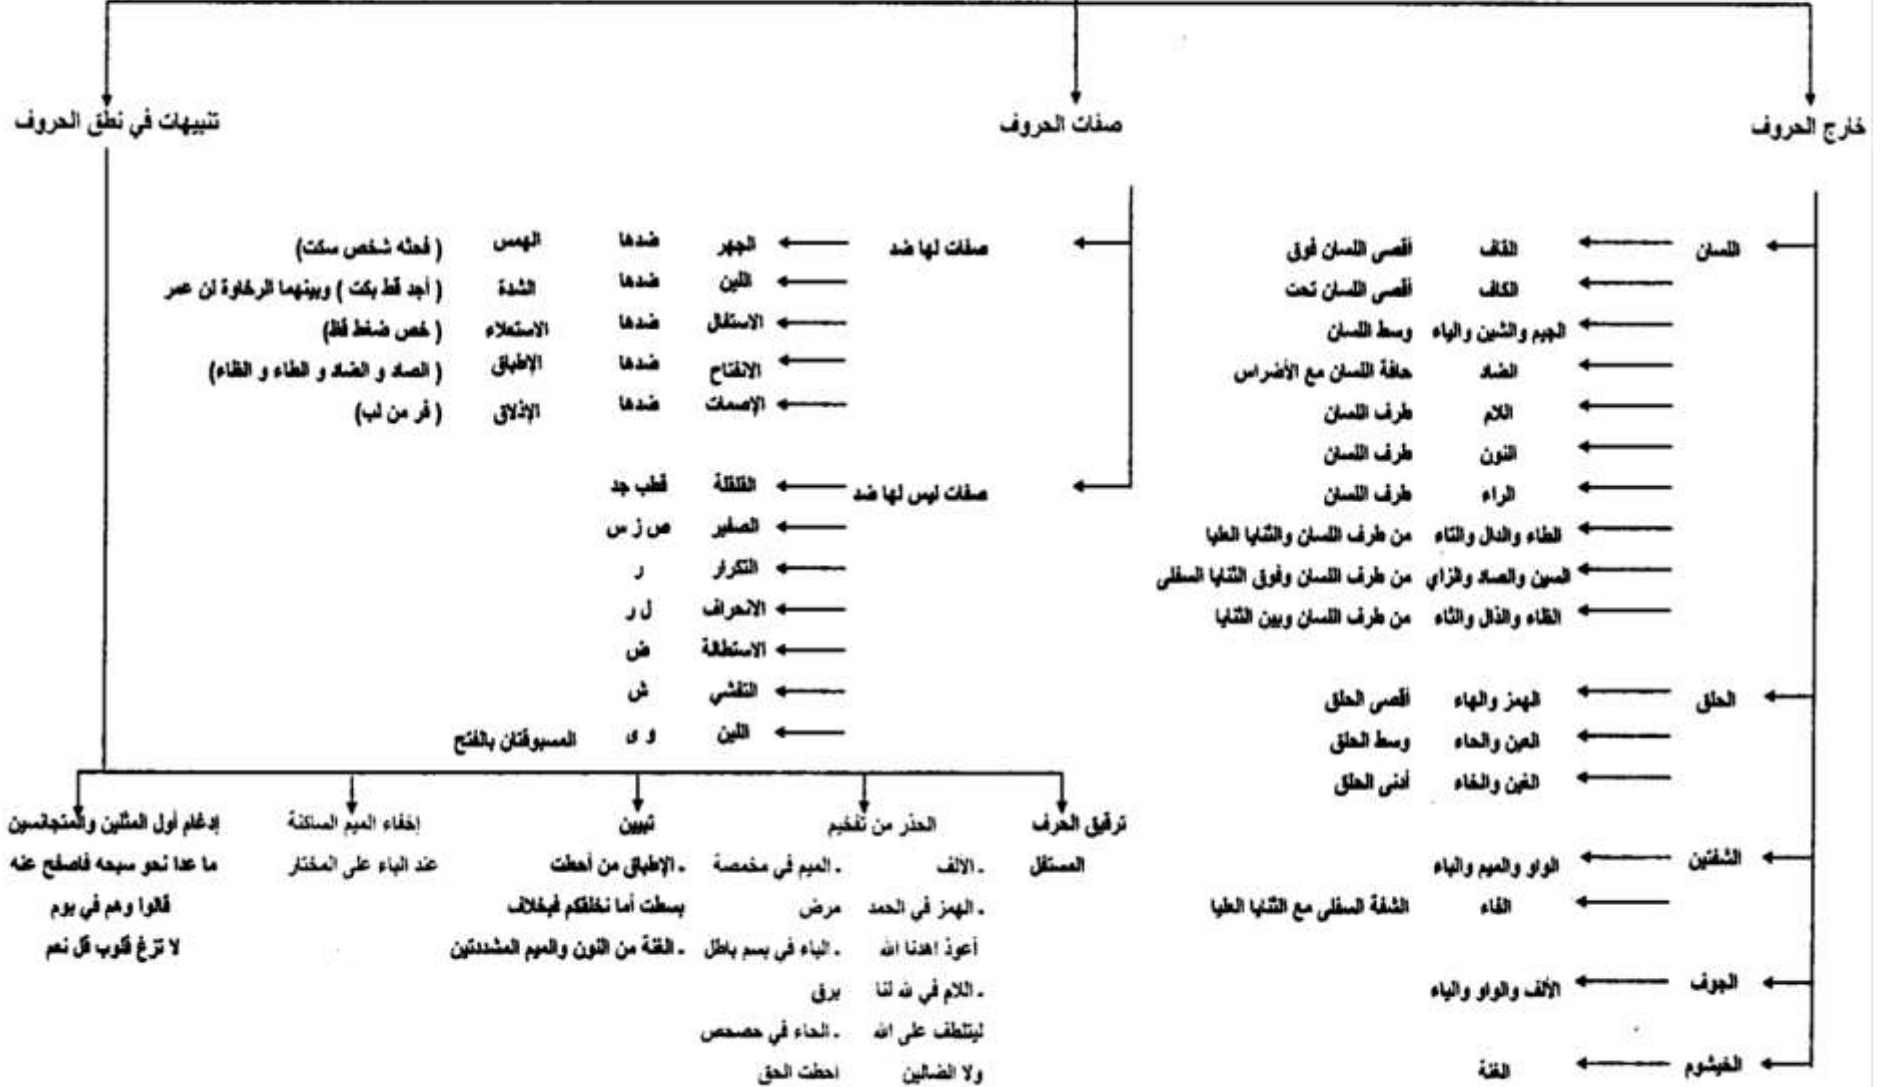 خارج الحروف
اللسان
القاف أقصى اللسان فوق
الكاف أقصى اللسان تحت
الجيم والشين والياء وسط اللسان
الضاد حافة اللسان مع الأضراس
اللام طرف اللسان
النون طرف اللسان
الراء طرف اللسان
الطاء والدال والتاء من طرف اللسان والثنايا العليا
السين والصاد والزاي من طرف اللسان وفوق الثنايا السفلى
الظاء والذال والثاء من طرف اللسان وبين الثنايا
الحلق
الهمز والهاء أقصى الحلق
العين والحاء وسط الحلق
الغين والخاء أدنى الحلق
الشفتين
الواو والميم والباء
الفاء الشفة السفلى مع الثنايا العليا
الجوف
الألف والواو والياء
الخيشوم
الغنة
صفات الحروف
صفات لها ضد
الجهر ضدها الهمس ( فحثه شخص سكت)
اللين ضدها الشدة ( أجد قط بكت ) وبينهما الرخاوة لن عمر
الاستفال ضدها الاستعلاء ( خص ضغط قظ)
الانفتاح ضدها الإطباق ( الصاد و الضاد و الطاء و الظاء)
الإصمات ضدها الإذلاق ( فر من لب)
صفات ليس لها ضد
القلقلة قطب جد
الصفير ص ز س
التكرار ر
الانحراف ل ر
الاستطالة ض
التفشي ش
اللين و ى المسبوقتان بالفتح
تنبيهات في نطق الحروف
ترقيق الحرف
المستفل
الحذر من تفخيم
- الألف
- الهمز في الحمد
أعوذ اهدنا الله
- اللام في لله لنا
ليتلطف على الله
ولا الضالين
- الميم في مخمصة
مرض
- الباء في بسم باطل
برق
- الحاء في حصحص
احطت الحق
تبيين
- الإطباق من أحطت
بسطت أما نخلقكم فبخلاف
- الغنة من النون والميم المشددتين
إخفاء الميم الساكنة
عند الباء على المختار
إدغام أول المثلين والمتجانسين
ما عدا نحو سبحه فاصفح عنه
قالوا وهم في يوم
لا تزغ قلوب قل نعم